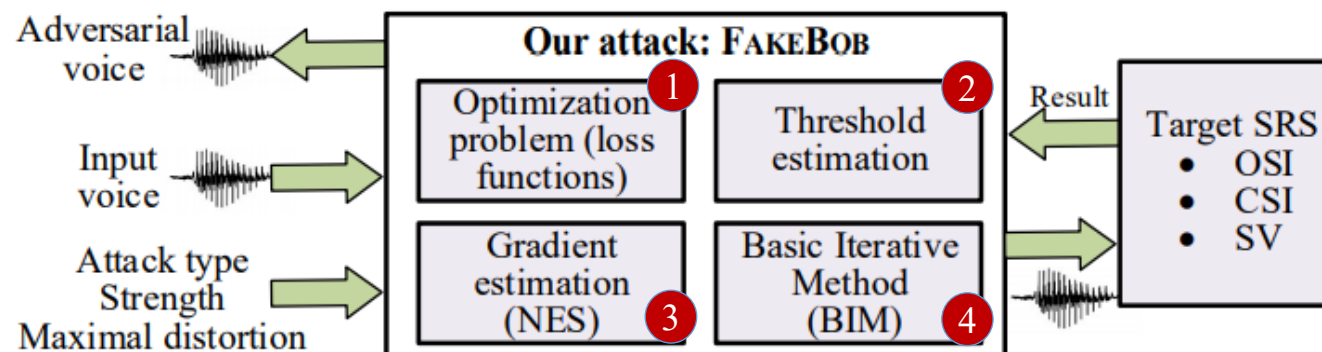 Adversarial
voice
Input
voice
Attack type
Strength
Maximal distortion
Our attack: FAKEBOB
1
Optimization
problem (loss
functions)
2
Threshold
estimation
Gradient
estimation
(NES)
3
Basic Iterative
Method
(BIM)
4
Result
Target SRS
• OSI
• CSI
• SV